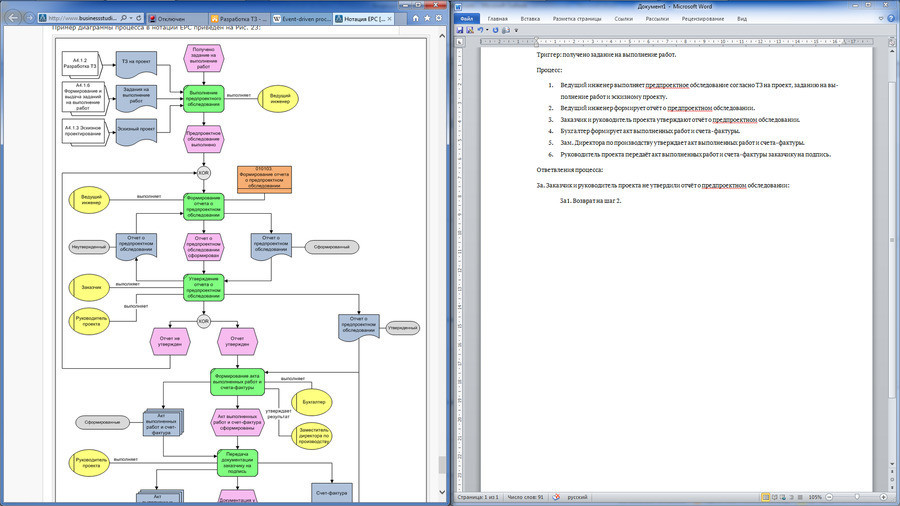 http://www.businessstudi...
Отключен
Разработка ТЗ - ...
Event-driven proc...
Нотация EPC [...
Пример диаграммы процесса в нотации EPC приведен на Рис. 23:
A4.1.2
Разработка ТЗ
ТЗ на проект
Получено
задание на
выполнение
работ
A4.1.6
Формирование и
выдача заданий
на выполнение
работ
Задания на
выполнение
работ
Выполнение
предпроектного
обследования
выполняет
Ведущий
инженер
A4.1.3 Эскизное
проектирование
Эскизный проект
Предпроектное
обследование
выполнено
XOR
010103.
Формирование отчета
о предпроектном
обследовании
Ведущий
инженер
выполняет
Формирование
отчета о
предпроектном
обследовании
Неутвержденный
Отчет о
предпроектном
обследовании
Отчет о
предпроектном
обследовании
сформирован
Отчет о
предпроектном
обследовании
Сформированный
Заказчик
выполняет
Утверждение
отчета о
предпроектном
обследовании
Руководитель
проекта
выполняет
XOR
Отчет не
утвержден
Отчет
утвержден
Отчет о
предпроектном
обследовании
Утвержденный
Формирование акта
выполненных работ и
счета-фактуры
выполняет
Бухгалтер
утверждает
результат
Заместитель
директора по
производству
Сформированные
Акт
выполненных
работ и счет-
фактура
Акт выполненных
работ и счет-фактура
сформированы
Руководитель
проекта
выполняет
Передача
документации
заказчику на
подпись
Акт
Документация у
Счет-фактура
Документ1 - Microsoft Word
Файл
Главная
Вставка
Разметка страницы
Ссылки
Рассылки
Рецензирование
Вид
Триггер: получено задание на выполнение работ.
Процесс:
1. Ведущий инженер выполняет предпроектное обследование согласно ТЗ на проект, заданию на вы-
полнение работ и эскизному проекту.
2. Ведущий инженер формирует отчёт о предпроектном обследовании.
3. Заказчик и руководитель проекта утверждают отчёт о предпроектном обследовании.
4. Бухгалтер формирует акт выполненных работ и счета-фактуры.
5. Зам. Директора по производству утверждает акт выполненных работ и счета-фактуры.
6. Руководитель проекта передаёт акт выполненных работ и счета-фактуры заказчику на подпись.
Ответвления процесса:
3а. Заказчик и руководитель проекта не утвердили отчёт о предпроектном обследовании:
3а1. Возврат на шаг 2.
Страница: 1 из 1
Число слов: 91
русский
105%